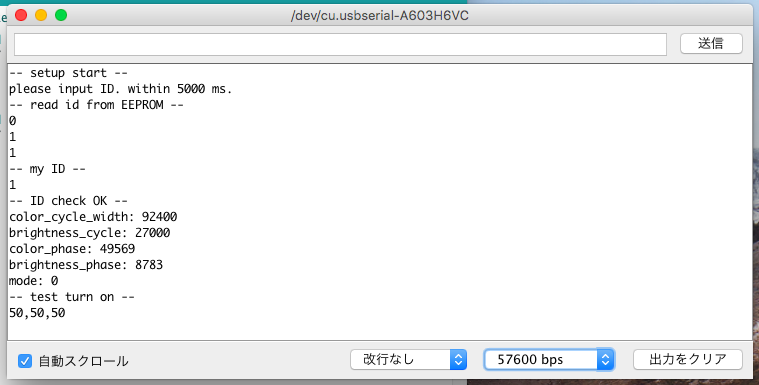 /dev/cu.usbserial-A603H6VC
送信
-- setup start --
please input ID. within 5000 ms.
-- read id from EEPROM --
0
1
1
-- my ID --
1
-- ID check OK --
color_cycle_width: 92400
brightness_cycle: 27000
color_phase: 49569
brightness_phase: 8783
mode: 0
-- test turn on --
50,50,50
自動スクロール
改行なし
57600 bps
出力をクリア